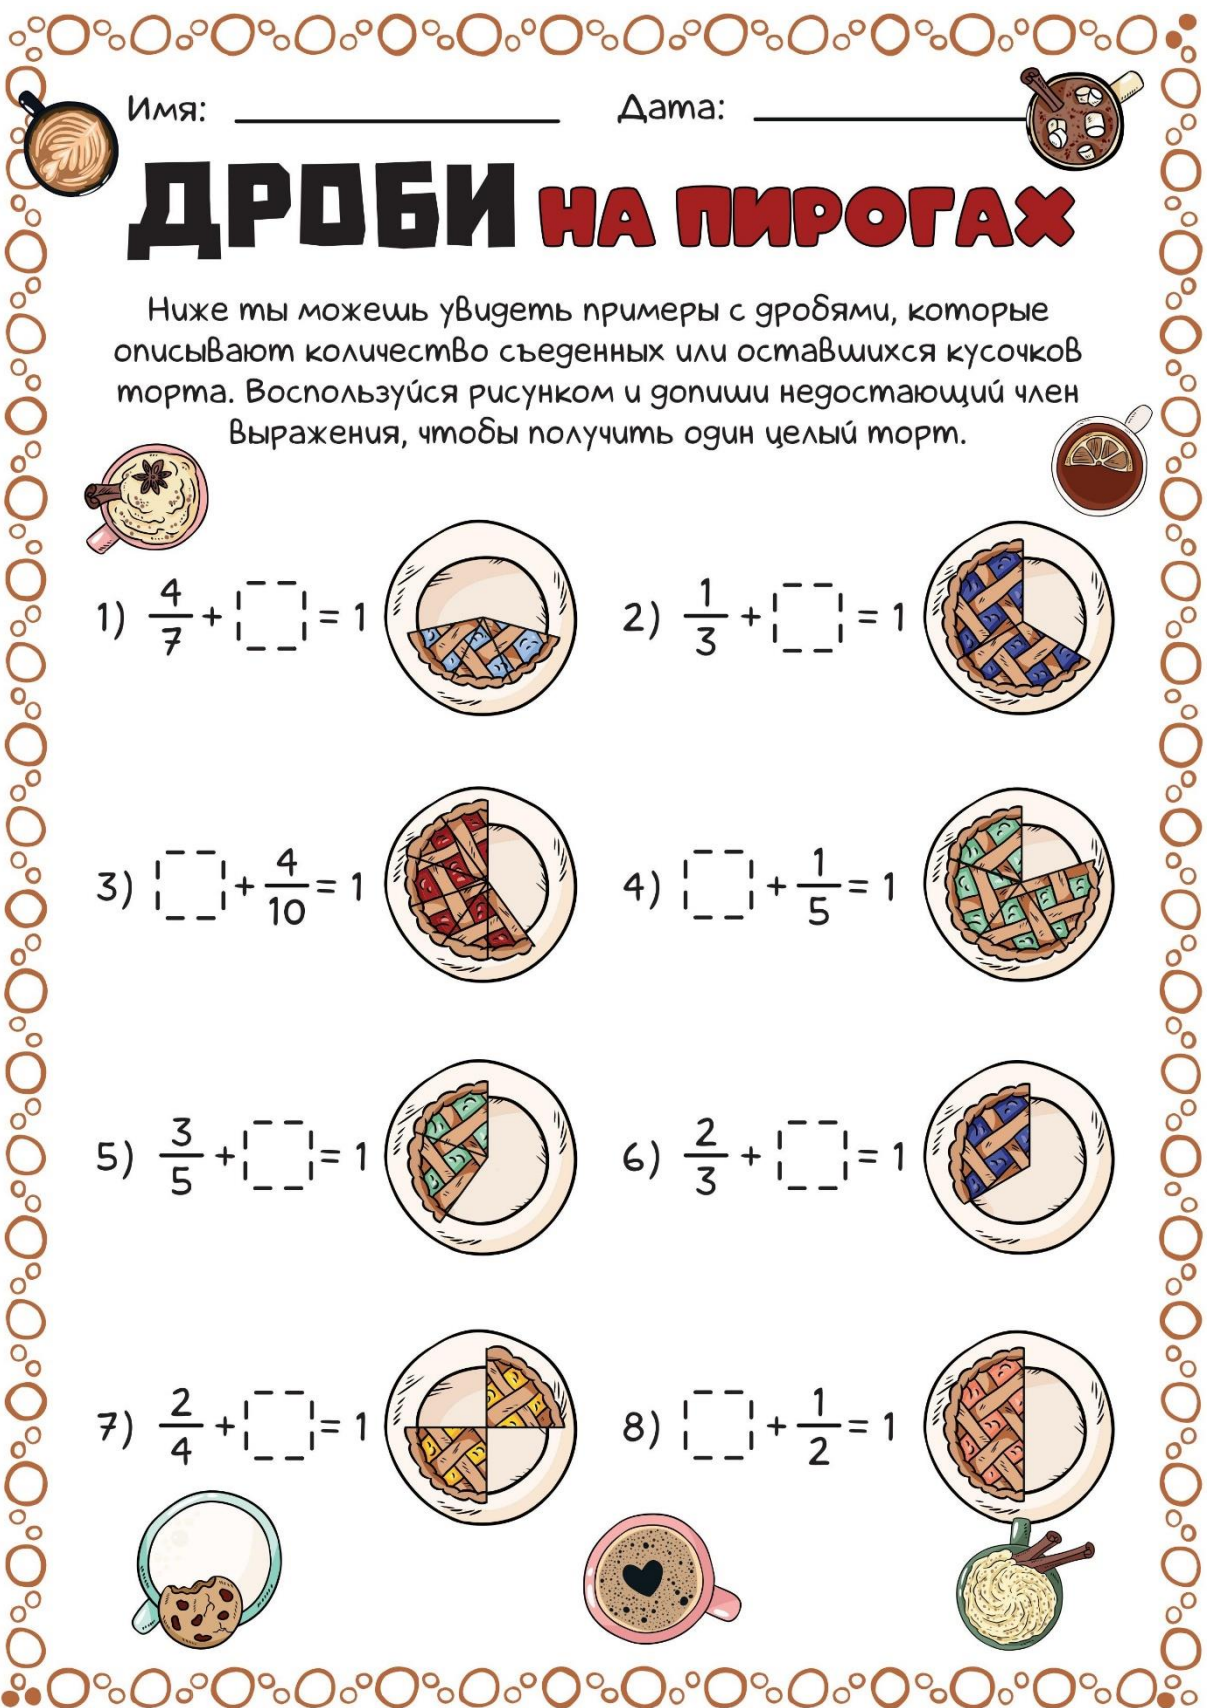 Имя: Дата:
ДРОБИ НА ПИРОГАХ
Ниже ты можешь увидеть примеры с дробями, которые
описывают количество съеденных или оставшихся кусочков
торта. Воспользуйся рисунком и допиши недостающий член
выражения, чтобы получить один целый торт.
1) 4/7 + = 1
2) 1/3 + = 1
3) + 4/10 = 1
4) + 1/5 = 1
5) 3/5 + = 1
6) 2/3 + = 1
7) 2/4 + = 1
8) + 1/2 = 1